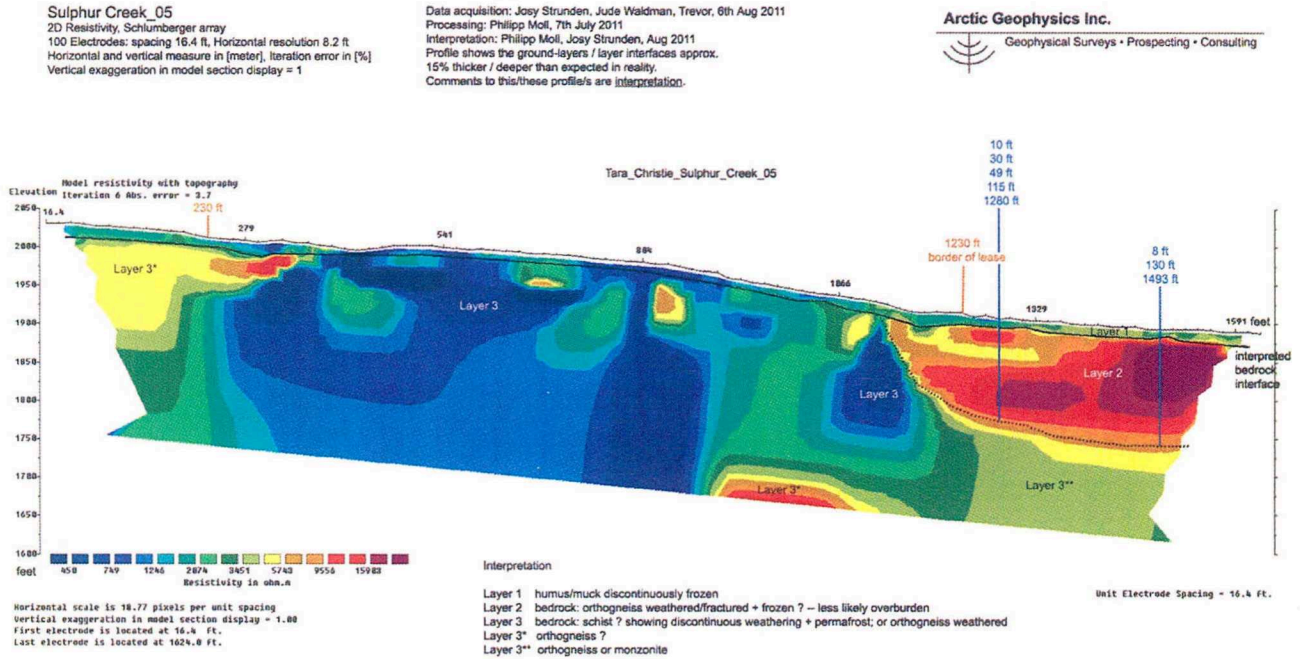 Sulphur Creek_05
2D Resistivity, Schlumberger array
100 Electrodes: spacing 16.4 ft, Horizontal resolution 8.2 ft
Horizontal and vertical measure in [meter], Iteration error in [%]
Vertical exaggeration in model section display = 1
Data acquisition: Josy Strunden, Jude Waldman, Trevor, 6th Aug 2011
Processing: Philipp Moll, 7th July 2011
Interpretation: Philipp Moll, Josy Strunden, Aug 2011
Profile shows the ground-layers / layer interfaces approx.
15% thicker / deeper than expected in reality.
Comments to this/these profile/s are interpretation.
Arctic Geophysics Inc.
Geophysical Surveys • Prospecting • Consulting
Tara_Christie_Sulphur_Creek_05
10 ft
30 ft
49 ft
115 ft
1280 ft
Model resistivity with topography
Elevation Iteration 6 Abs. error = 3.7
230 ft
1230 ft
border of lease
8 ft
130 ft
1493 ft
2050
2000
1950
1900
1850
1800
1750
1700
1650
1600
feet
16.4
279
541
804
1066
1329
1591 feet
Layer 3*
Layer 3
Layer 1
Layer 2
Layer 3
Layer 3*
Layer 3**
interpreted
bedrock
interface
450 749 1246 2074 3451 5743 9556 15903
Resistivity in ohm.m
Horizontal scale is 18.77 pixels per unit spacing
Vertical exaggeration in model section display = 1.00
First electrode is located at 16.4 Ft.
Last electrode is located at 1624.0 Ft.
Interpretation
Layer 1 humus/muck discontinuously frozen
Layer 2 bedrock: orthogneiss weathered/fractured + frozen ? – less likely overburden
Layer 3 bedrock: schist ? showing discontinuous weathering + permafrost; or orthogneiss weathered
Layer 3* orthogneiss ?
Layer 3** orthogneiss or monzonite
Unit Electrode Spacing = 16.4 ft.